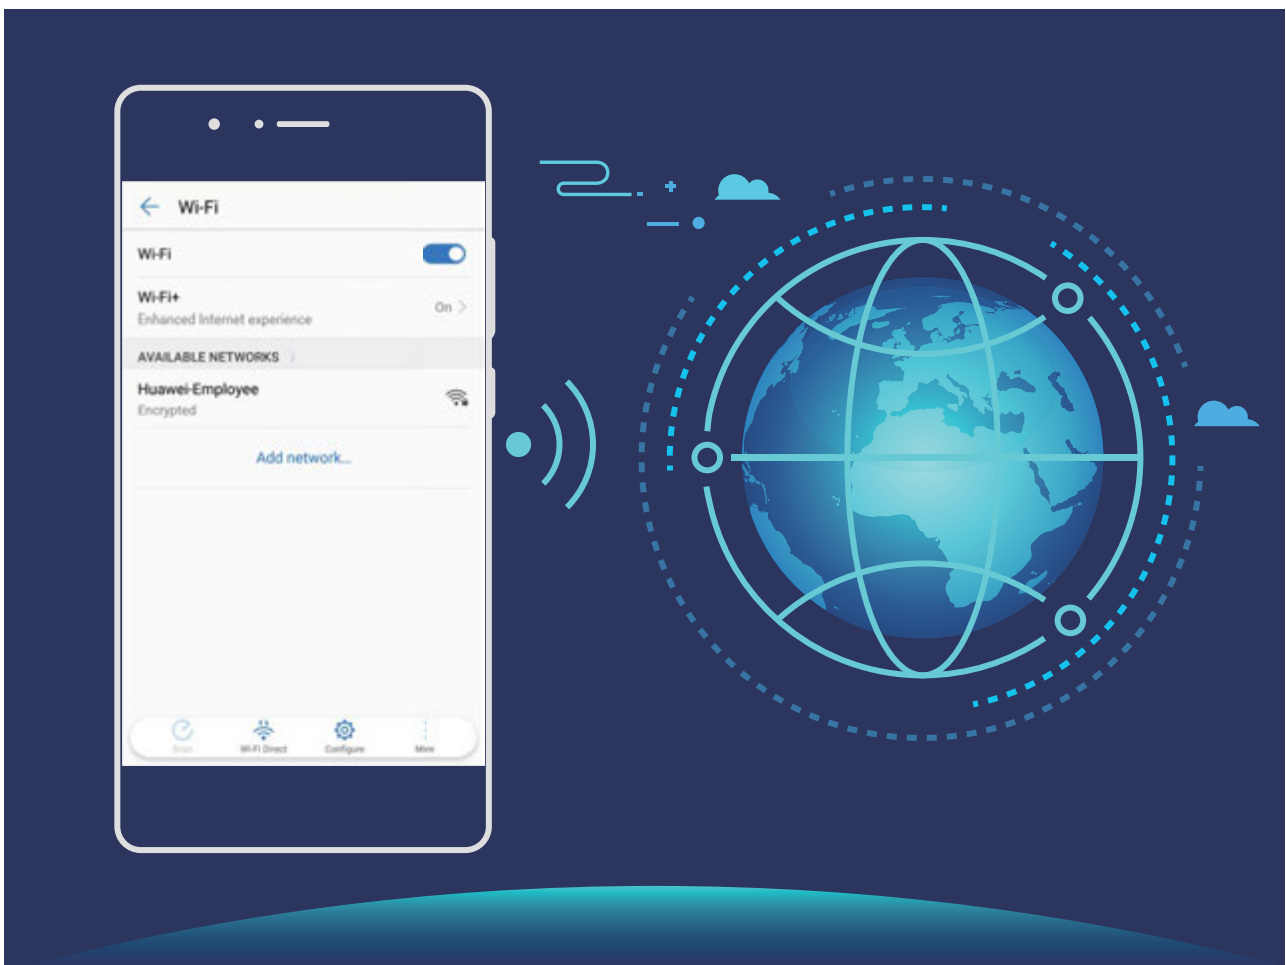 Wi-Fi
Wi-Fi
Wi-Fi+
On
Enhanced Internet experience
AVAILABLE NETWORKS
Huawei-Employee
Encrypted
Add network...
Scan
Wi-Fi Direct
Configure
More